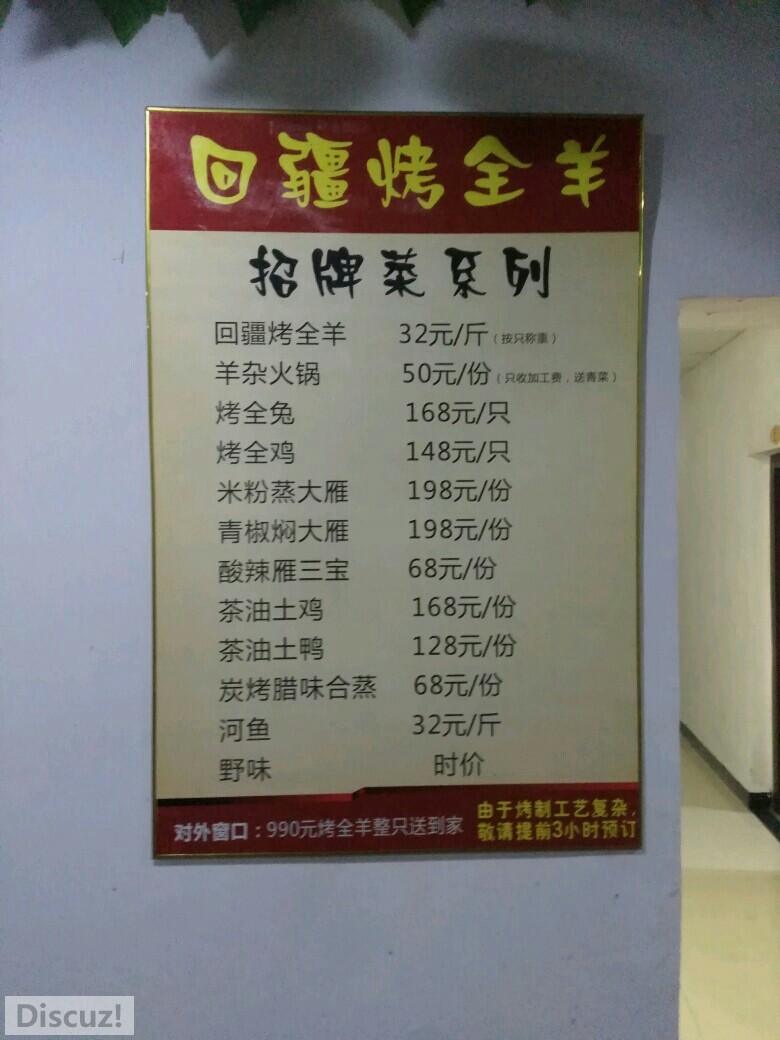 回疆烤全羊
招牌菜系列
回疆烤全羊 32元/斤（按只称重）
羊杂火锅 50元/份（只收加工费，送青菜）
烤全兔 168元/只
烤全鸡 148元/只
米粉蒸大雁 198元/份
青椒焖大雁 198元/份
酸辣雁三宝 68元/份
茶油土鸡 168元/份
茶油土鸭 128元/份
炭烤腊味合蒸 68元/份
河鱼 32元/斤
野味 时价
对外窗口：990元烤全羊整只送到家
由于烤制工艺复杂，
敬请提前3小时预订
Discuz!